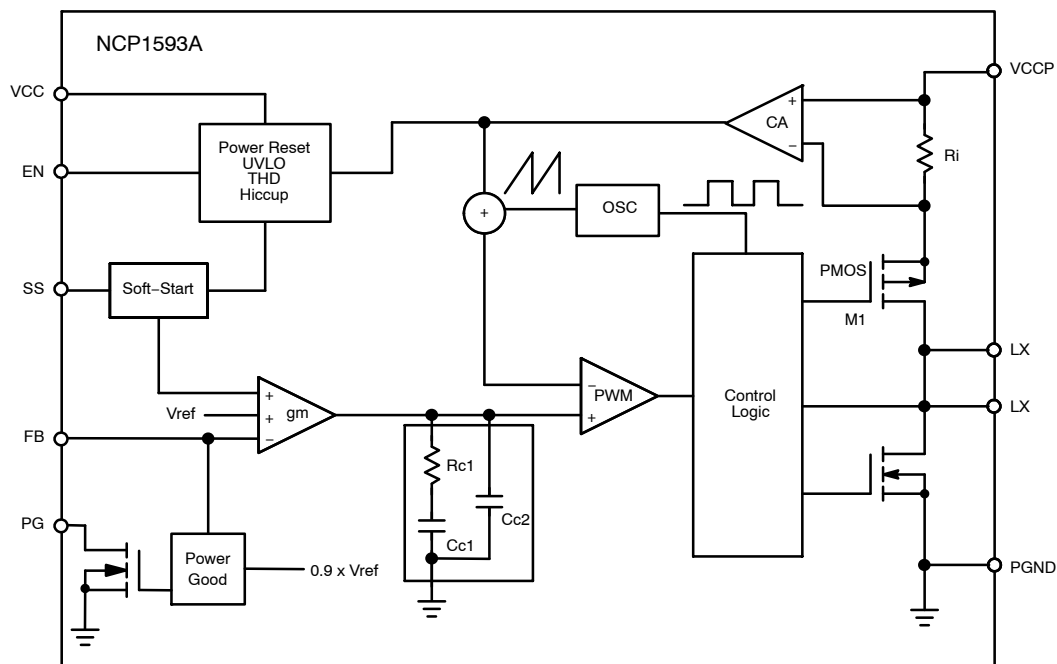 NCP1593A
VCC
VCCP
+
CA
−
Ri
Power Reset
UVLO
THD
Hiccup
EN
+
OSC
PMOS
M1
SS
Soft−Start
LX
−
PWM
+
Control
Logic
LX
+
Vref
+
gm
−
FB
Rc1
Cc2
Cc1
PG
Power
Good
0.9 x Vref
PGND